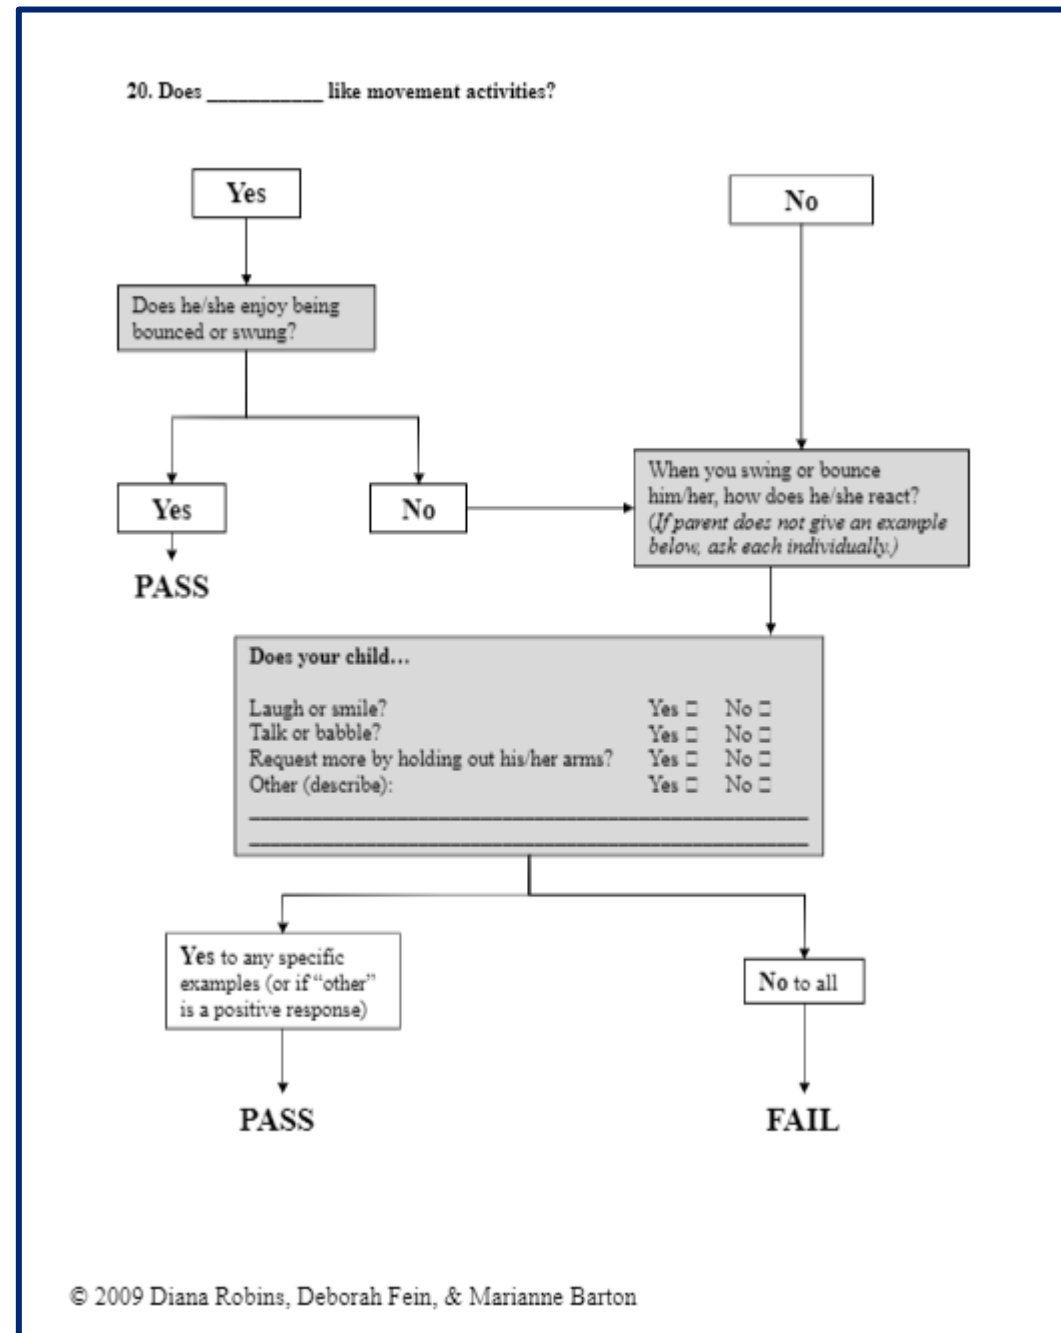 20. Does ___________ like movement activities?
Yes
No
Does he/she enjoy being
bounced or swung?
Yes
No
When you swing or bounce
him/her, how does he/she react?
(If parent does not give an example
below, ask each individually.)
PASS
Does your child...
Laugh or smile? Yes □ No □
Talk or babble? Yes □ No □
Request more by holding out his/her arms? Yes □ No □
Other (describe): Yes □ No □
Yes to any specific
examples (or if “other”
is a positive response)
No to all
PASS
FAIL
© 2009 Diana Robins, Deborah Fein, & Marianne Barton